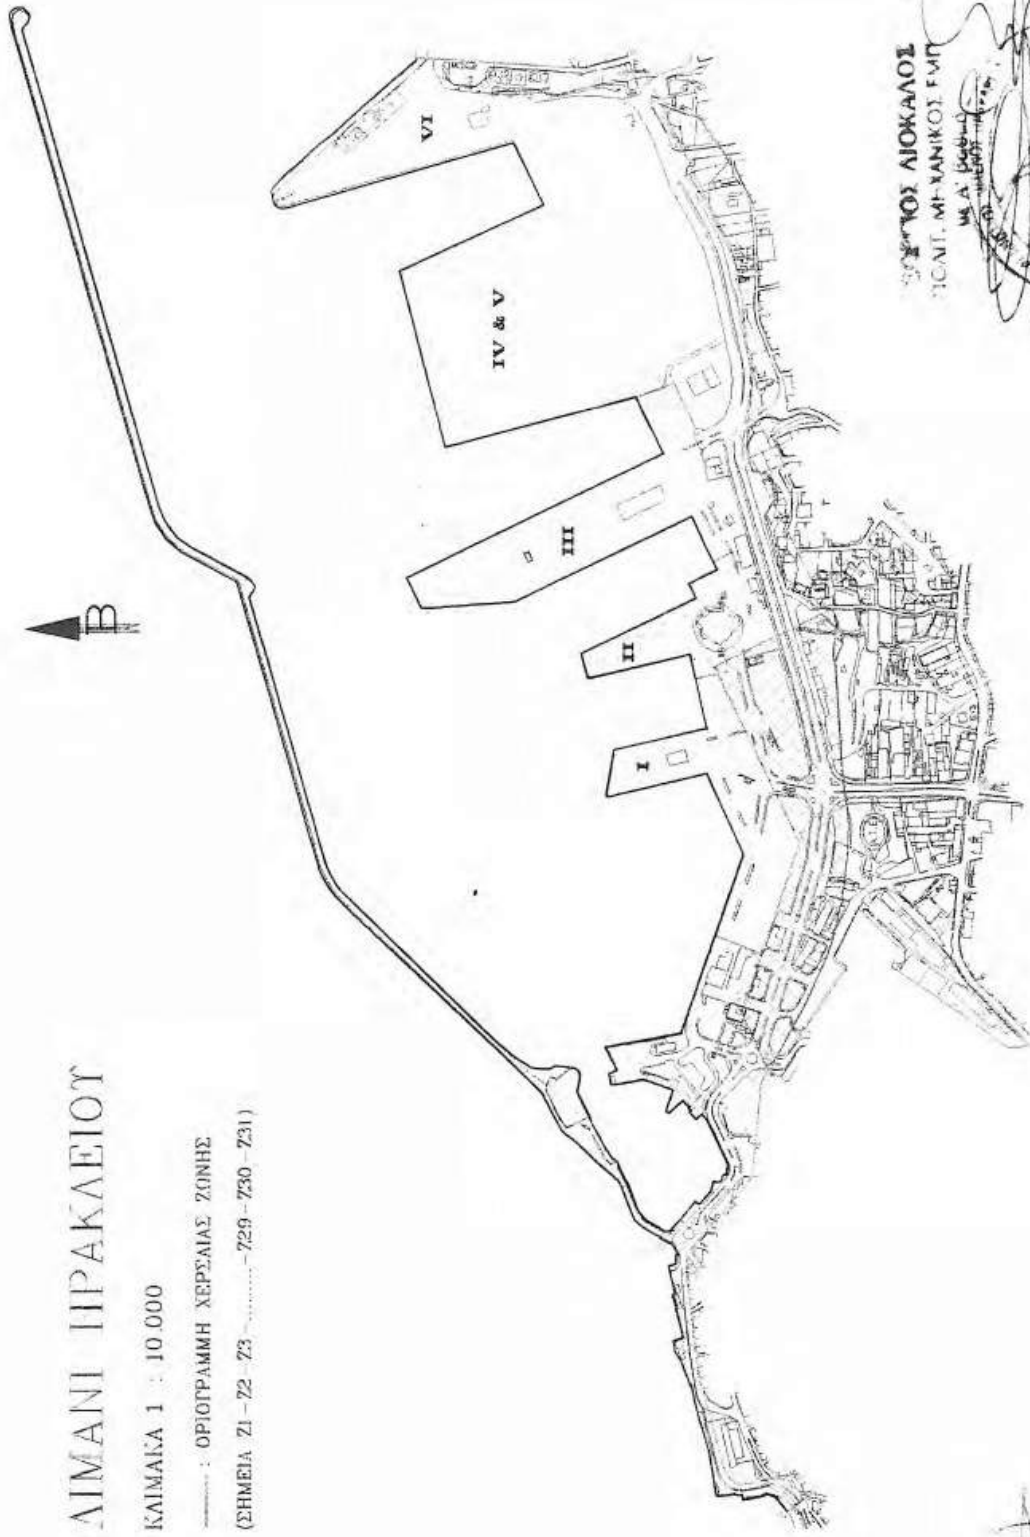 ΛΙΜΑΝΙ ΗΡΑΚΛΕΙΟΥ
ΚΛΙΜΑΚΑ 1 : 10.000
------ : ΟΡΙΟΓΡΑΜΜΗ ΧΕΡΣΑΙΑΣ ΖΩΝΗΣ
(ΣΗΜΕΙΑ Ζ1-Ζ2-Ζ3-.........-Ζ29-Ζ30-Ζ31)
Β
I
II
III
IV & V
VI
ΛΙΟΚΑΛΟΣ
ΠΟΛΙΤ. ΜΗΧΑΝΙΚΟΣ ΕΜΠ